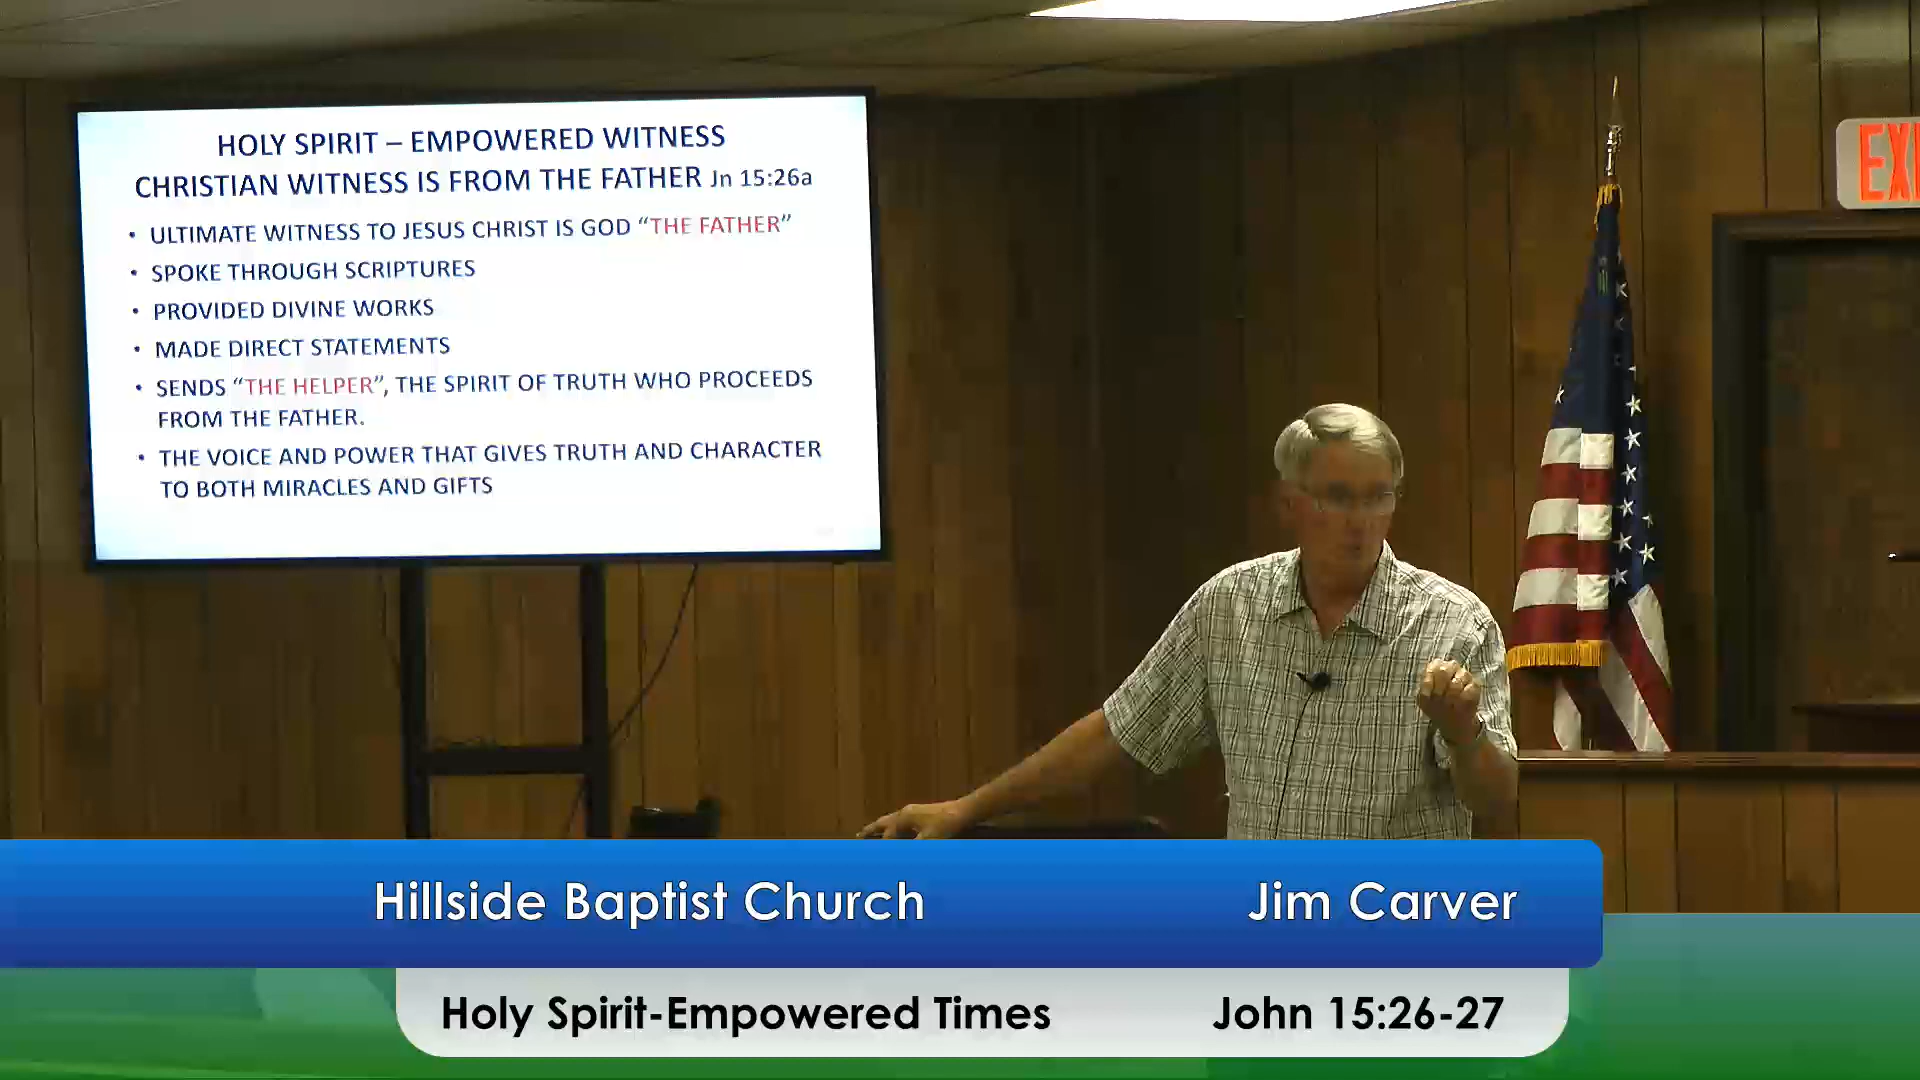 HOLY SPIRIT – EMPOWERED WITNESS
CHRISTIAN WITNESS IS FROM THE FATHER Jn 15:26a
• ULTIMATE WITNESS TO JESUS CHRIST IS GOD “THE FATHER”
• SPOKE THROUGH SCRIPTURES
• PROVIDED DIVINE WORKS
• MADE DIRECT STATEMENTS
• SENDS “THE HELPER”, THE SPIRIT OF TRUTH WHO PROCEEDS
FROM THE FATHER.
• THE VOICE AND POWER THAT GIVES TRUTH AND CHARACTER
TO BOTH MIRACLES AND GIFTS
EXI
Hillside Baptist Church Jim Carver
Holy Spirit-Empowered Times John 15:26-27